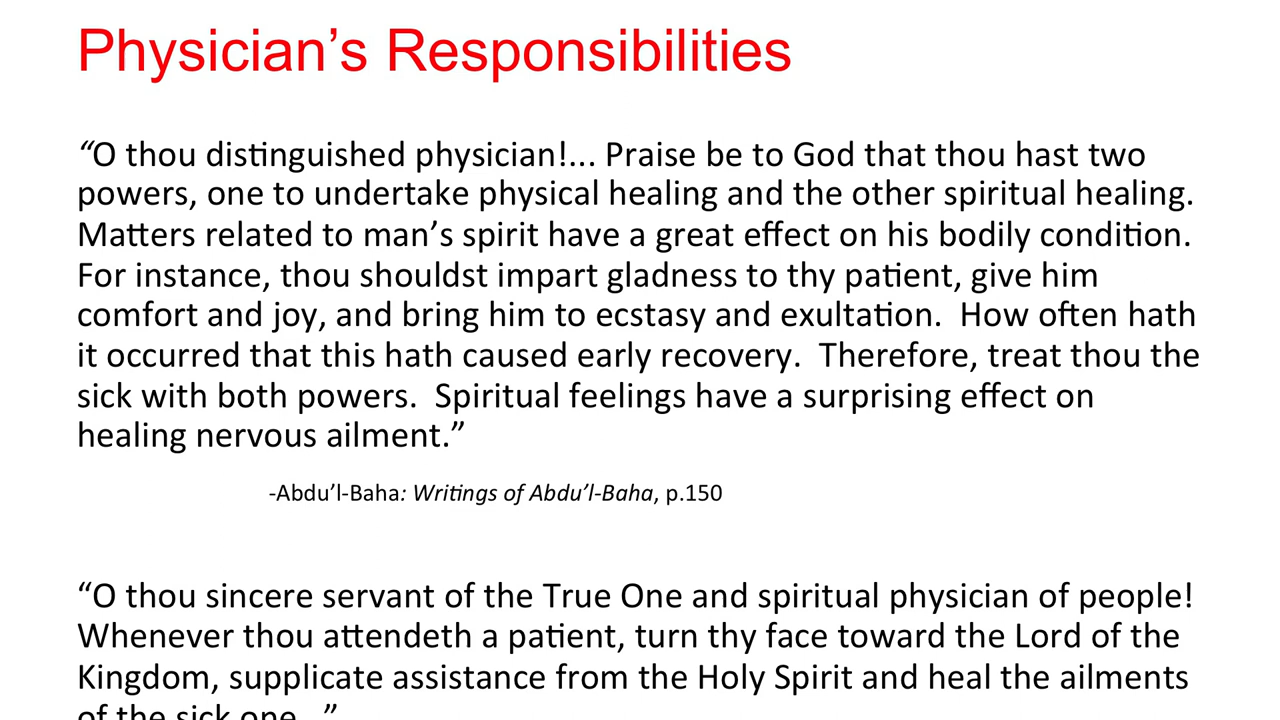 Physician’s Responsibilities
“O thou distinguished physician!... Praise be to God that thou hast two
powers, one to undertake physical healing and the other spiritual healing.
Matters related to man’s spirit have a great effect on his bodily condition.
For instance, thou shouldst impart gladness to thy patient, give him
comfort and joy, and bring him to ecstasy and exultation.  How often hath
it occurred that this hath caused early recovery.  Therefore, treat thou the
sick with both powers.  Spiritual feelings have a surprising effect on
healing nervous ailment.”
-Abdu’l-Baha: Writings of Abdu’l-Baha, p.150
“O thou sincere servant of the True One and spiritual physician of people!
Whenever thou attendeth a patient, turn thy face toward the Lord of the
Kingdom, supplicate assistance from the Holy Spirit and heal the ailments
of the sick one...”